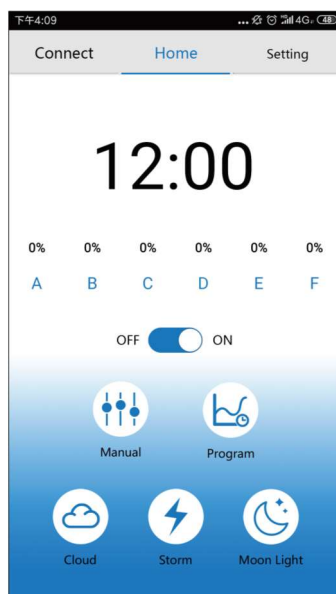 下午4:09 ... 4G 48
Connect Home Setting
12:00
0% 0% 0% 0% 0% 0%
A B C D E F
OFF ON
Manual Program
Cloud Storm Moon Light